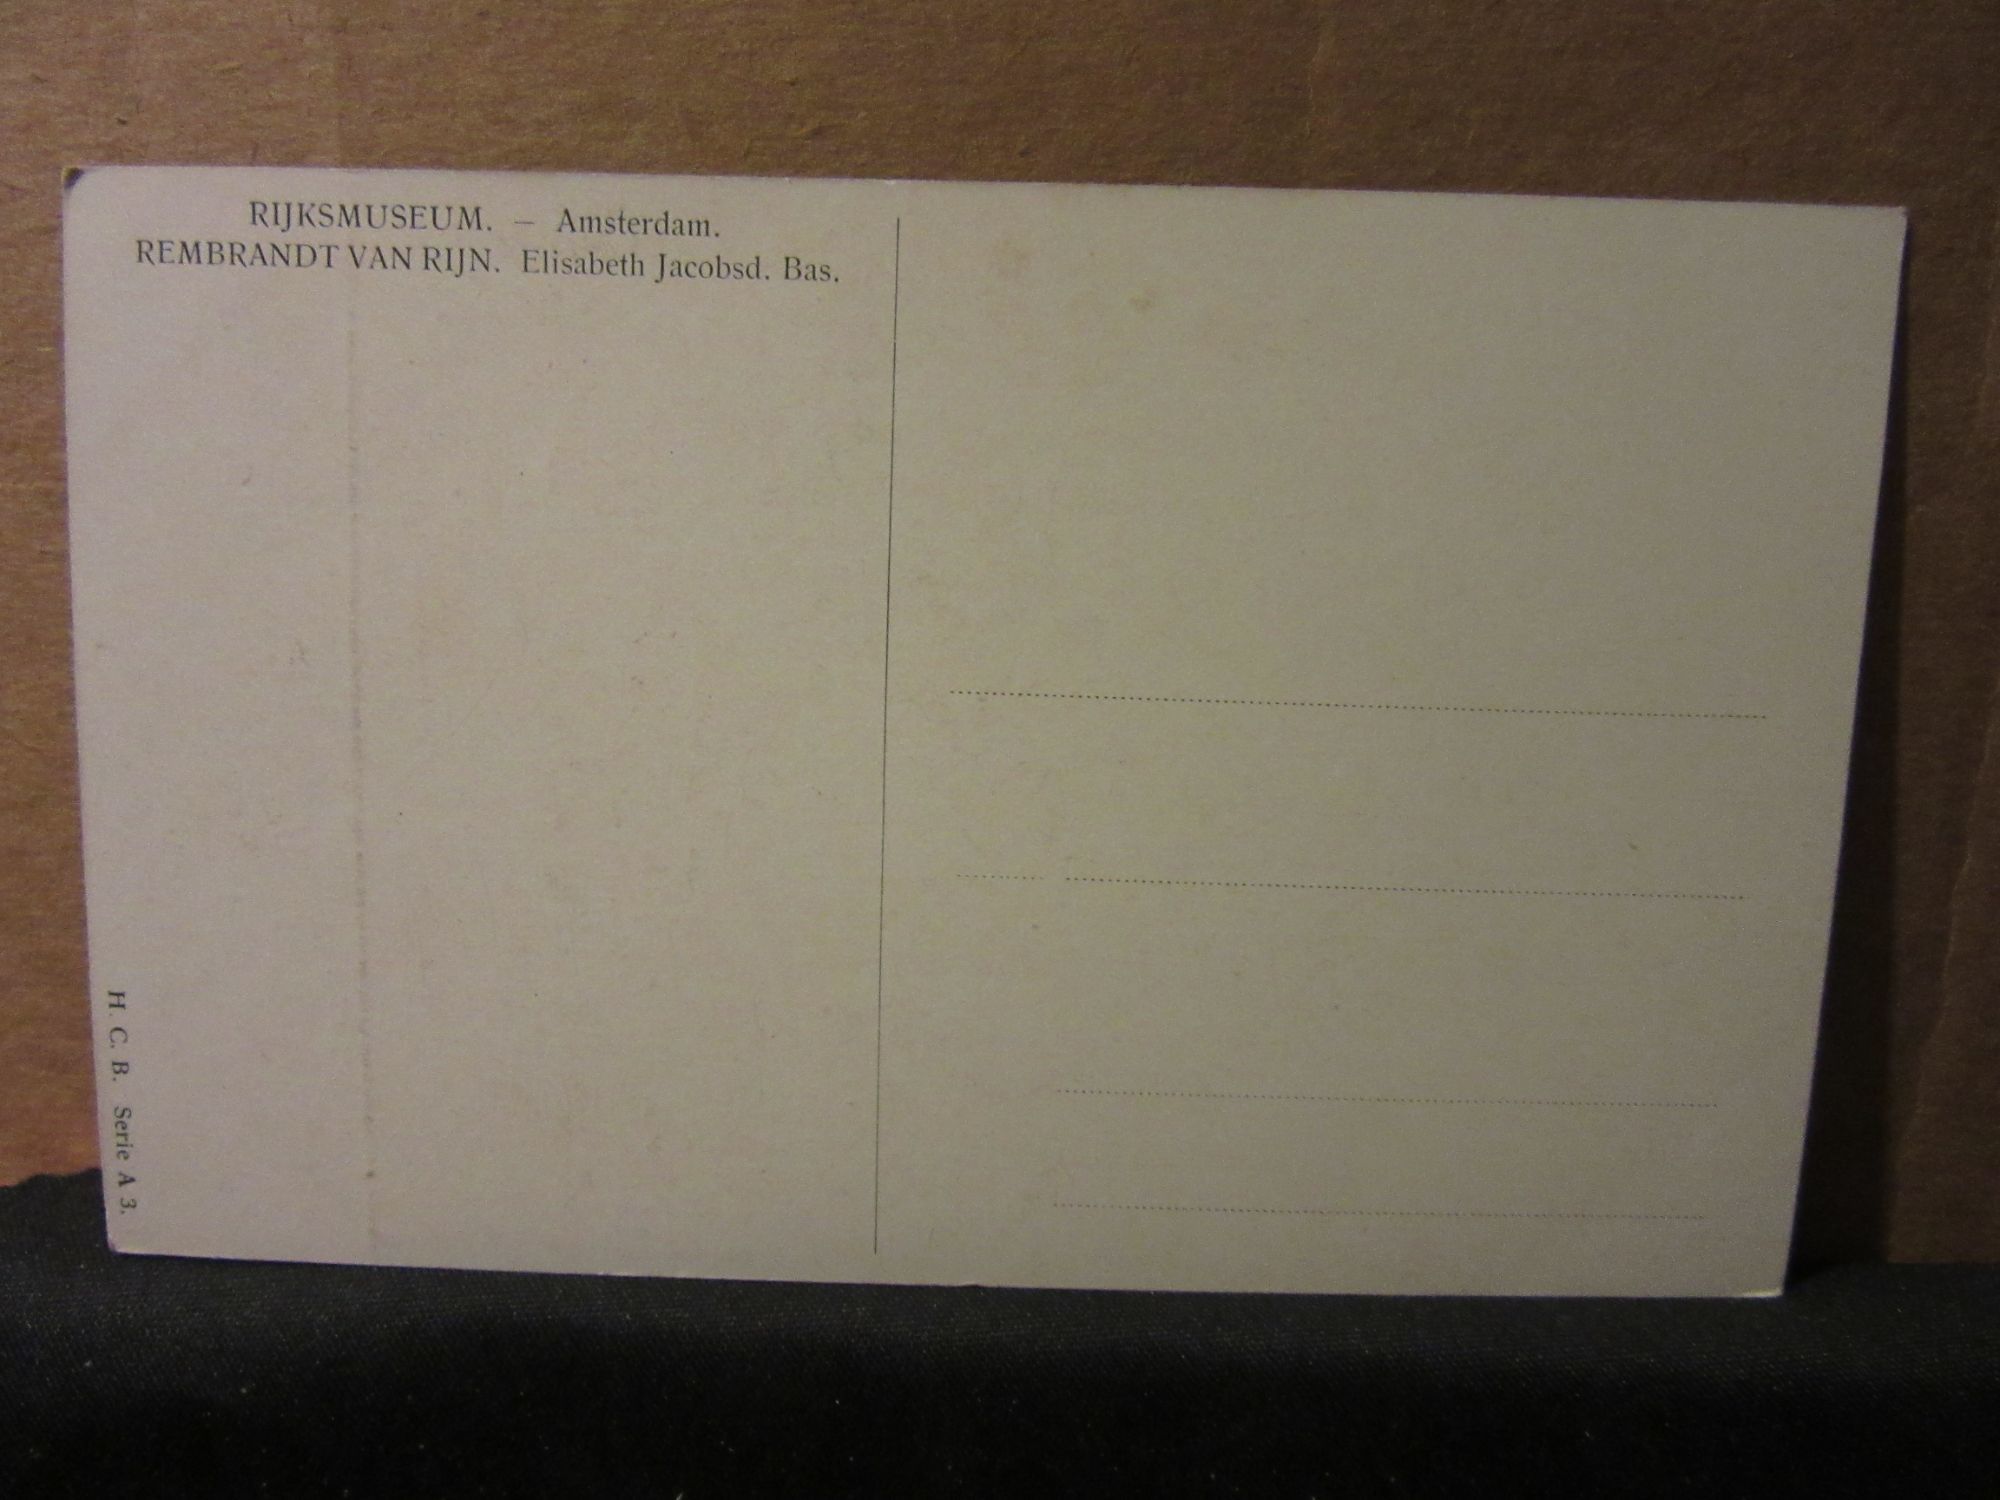 RIJKSMUSEUM. – Amsterdam.
REMBRANDT VAN RIJN. Elisabeth Jacobsd. Bas.
H. C. B. Serie A 3.